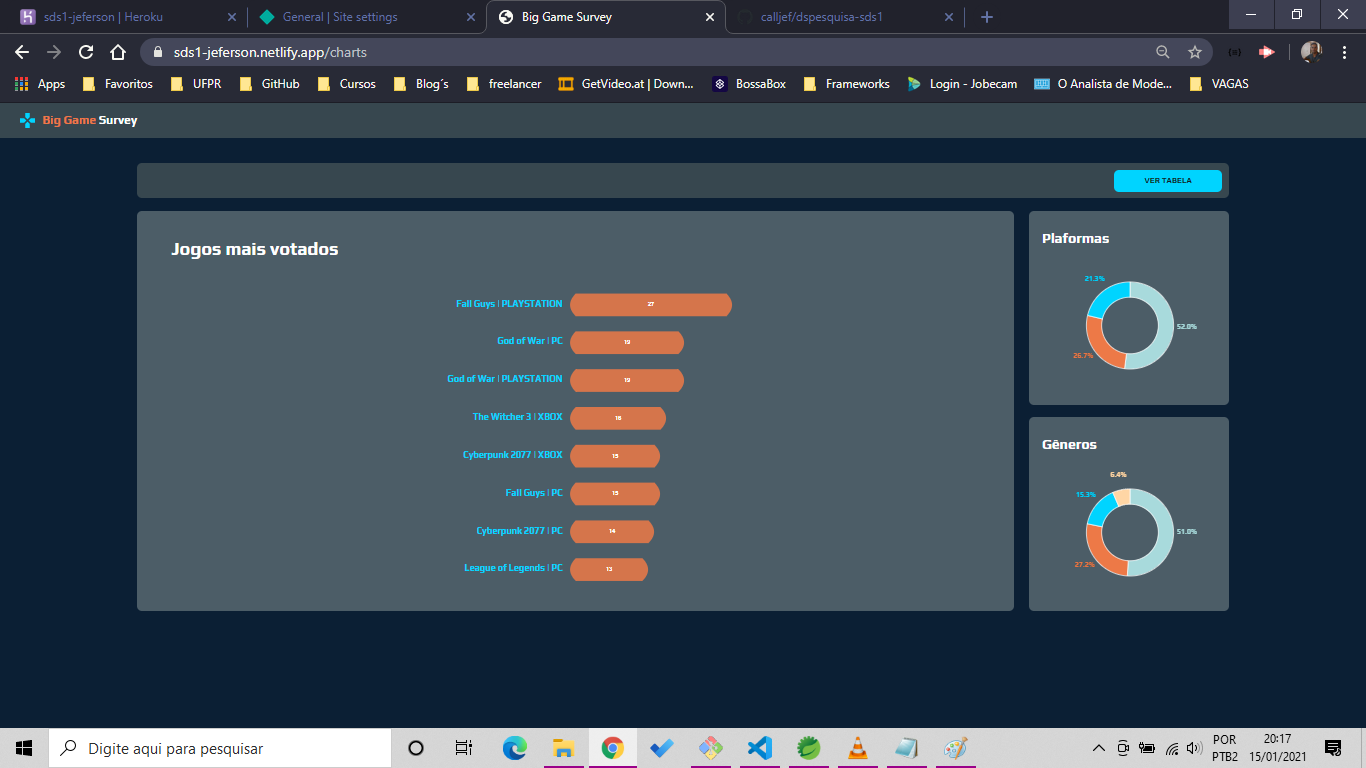 sds1-jeferson | Heroku
General | Site settings
Big Game Survey
calljef/dspesquisa-sds1
sds1-jeferson.netlify.app/charts
Apps
Favoritos
UFPR
GitHub
Cursos
Blog´s
freelancer
GetVideo.at | Down...
BossaBox
Frameworks
Login - Jobecam
O Analista de Mode...
VAGAS
Big Game Survey
VER TABELA
Jogos mais votados
Fall Guys | PLAYSTATION
27
God of War | PC
19
God of War | PLAYSTATION
19
The Witcher 3 | XBOX
16
Cyberpunk 2077 | XBOX
15
Fall Guys | PC
15
Cyberpunk 2077 | PC
14
League of Legends | PC
13
Plaformas
21.3%
52.0%
26.7%
Gêneros
6.4%
15.3%
51.0%
27.2%
Digite aqui para pesquisar
POR
PTB2
20:17
15/01/2021